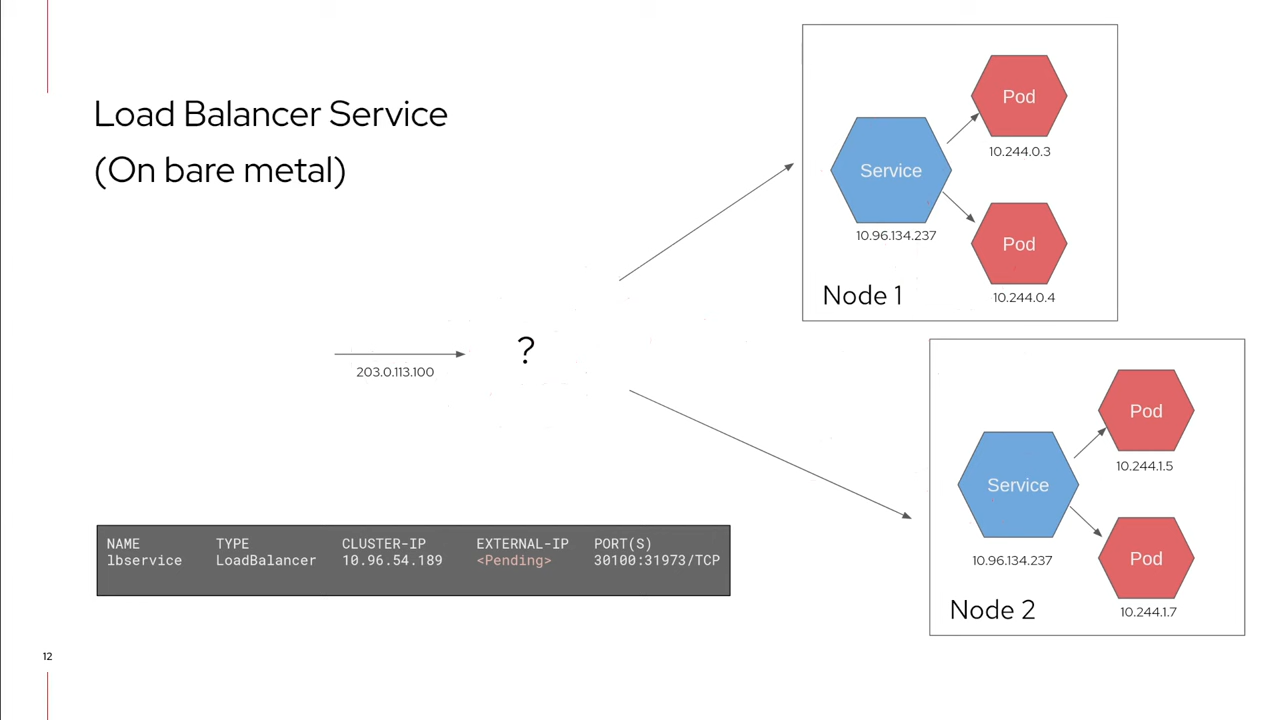 Load Balancer Service
(On bare metal)
203.0.113.100
?
Service
10.96.134.237
Pod
10.244.0.3
Pod
10.244.0.4
Node 1
Service
10.96.134.237
Pod
10.244.1.5
Pod
10.244.1.7
Node 2
NAME TYPE CLUSTER-IP EXTERNAL-IP PORT(S)
lbservice LoadBalancer 10.96.54.189 <Pending> 30100:31973/TCP
12